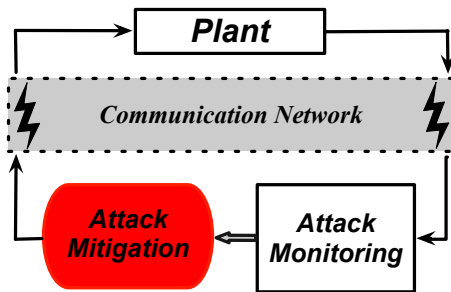 Plant
Communication Network
Attack
Mitigation
Attack
Monitoring